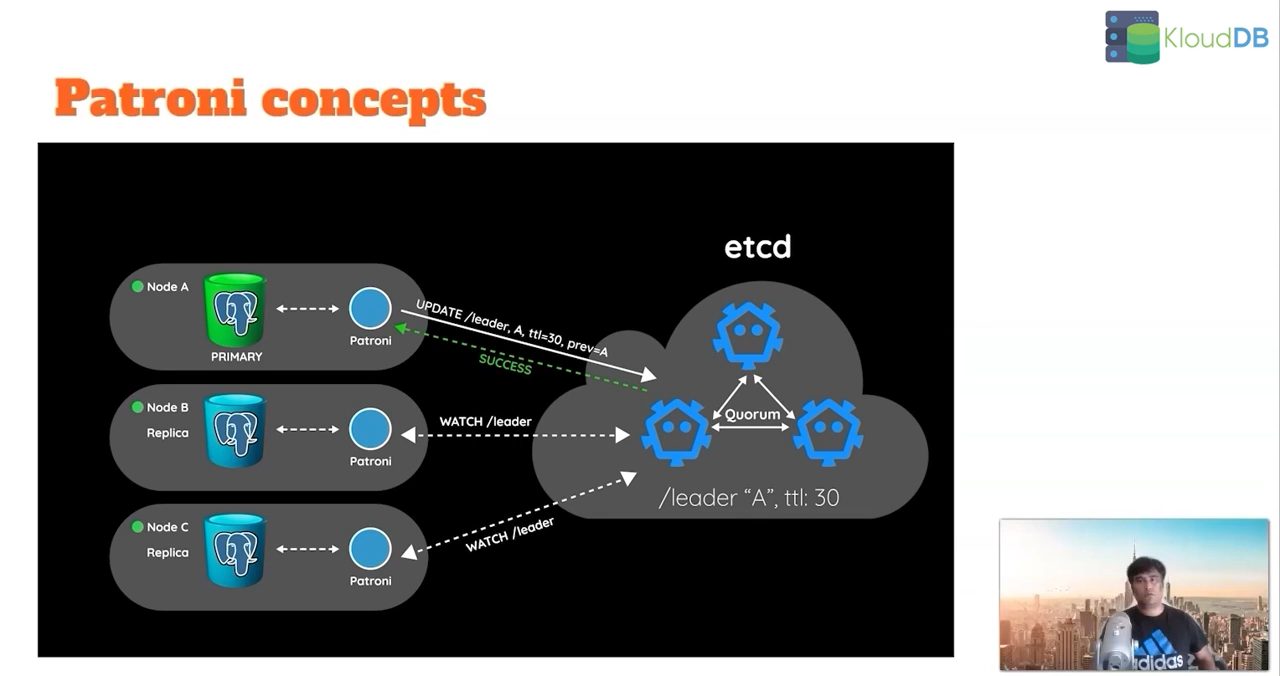 KloudDB
Patroni concepts
etcd
Node A
PRIMARY
Patroni
UPDATE /leader, A, ttl=30, prev=A
SUCCESS
Node B
Replica
Patroni
WATCH /leader
Quorum
/leader “A”, ttl: 30
Node C
Replica
Patroni
WATCH /leader
adidas